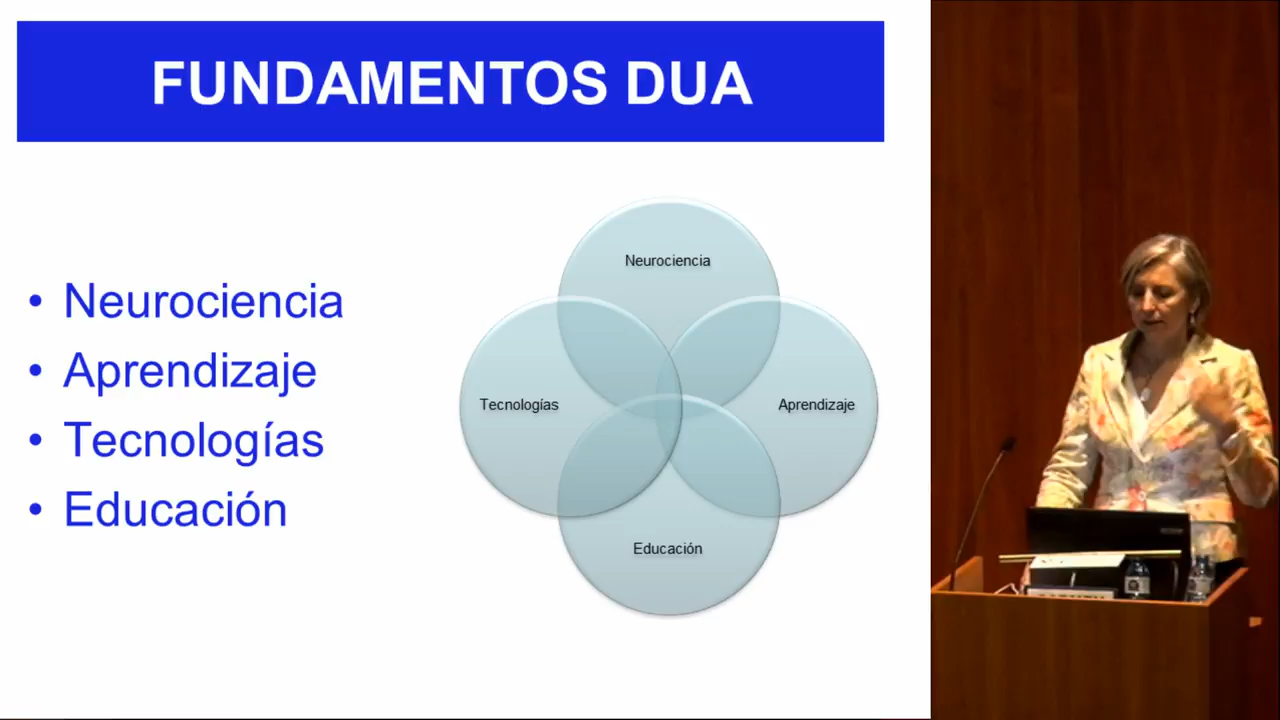 FUNDAMENTOS DUA
• Neurociencia
• Aprendizaje
• Tecnologías
• Educación
Neurociencia
Tecnologías
Aprendizaje
Educación